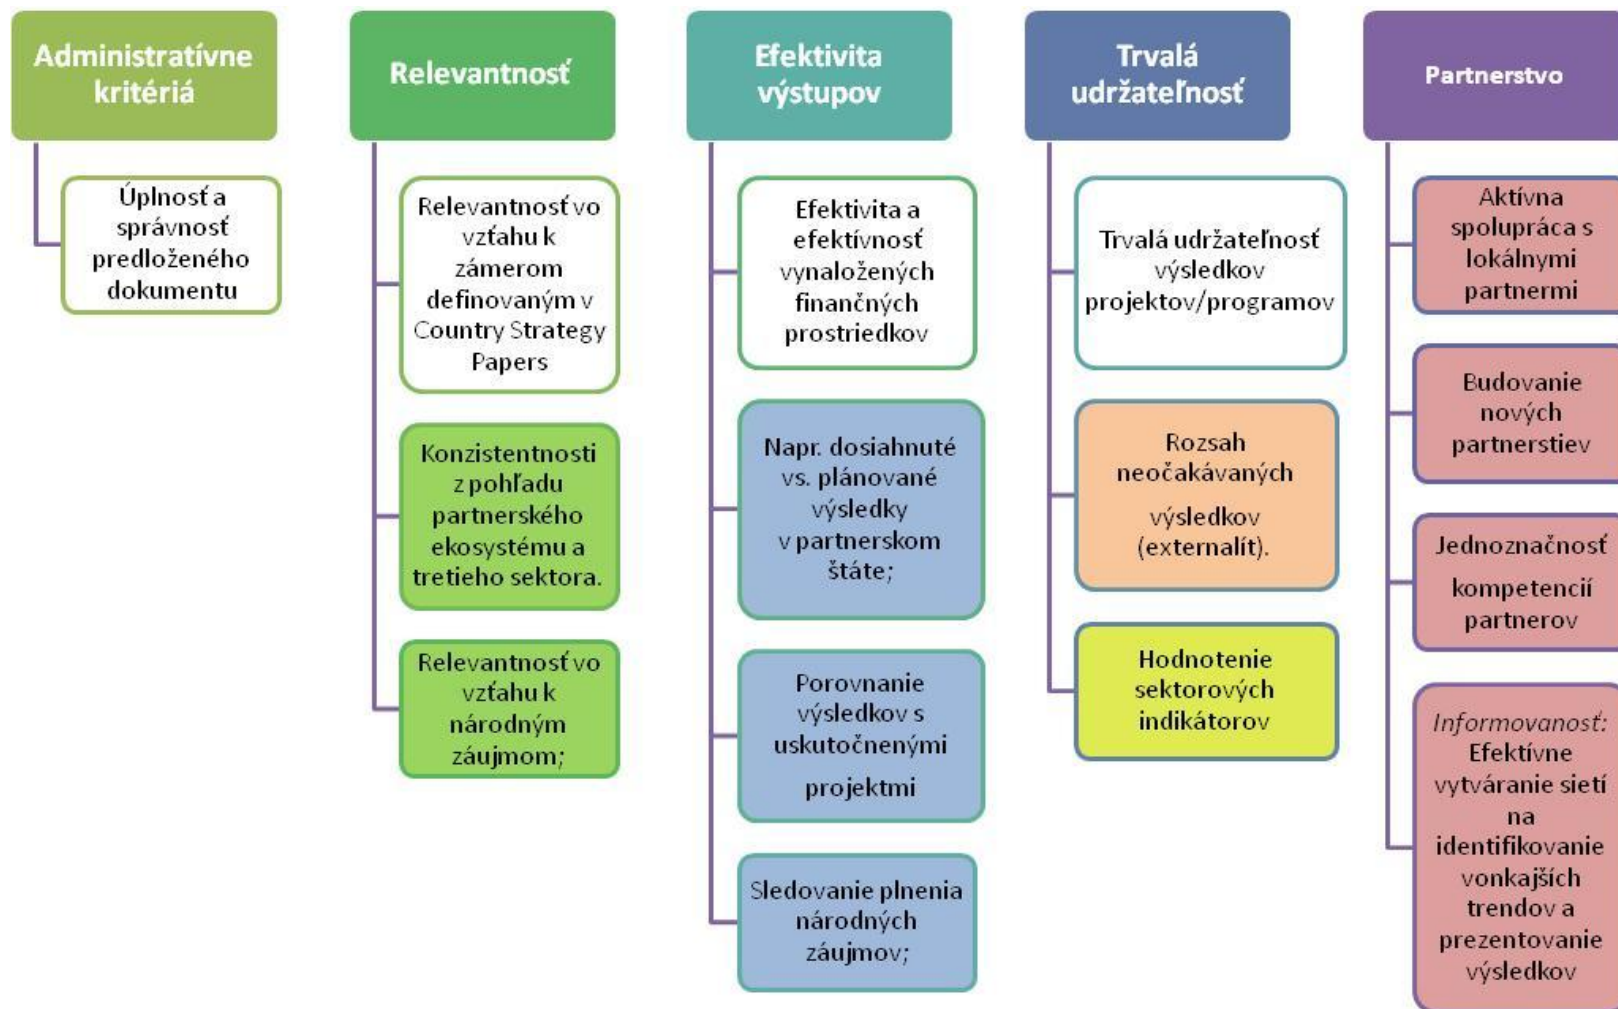 Administratívne
kritériá
Úplnosť a
správnosť
predloženého
dokumentu
Relevantnosť
Relevantnosť vo
vzťahu k
zámerom
definovaným v
Country Strategy
Papers
Konzistentnosti
z pohľadu
partnerského
ekosystému a
tretieho sektora.
Relevantnosť vo
vzťahu k
národným
záujmom;
Efektivita
výstupov
Efektivita a
efektívnosť
vynaložených
finančných
prostriedkov
Napr. dosiahnuté
vs. plánované
výsledky
v partnerskom
štáte;
Porovnanie
výsledkov s
uskutočnenými
projektmi
Sledovanie plnenia
národných
záujmov;
Trvalá
udržateľnosť
Trvalá udržateľnosť
výsledkov
projektov/programov
Rozsah
neočakávaných
výsledkov
(externalít).
Hodnotenie
sektorových
indikátorov
Partnerstvo
Aktívna
spolupráca s
lokálnymi
partnermi
Budovanie
nových
partnerstiev
Jednoznačnosť
kompetencií
partnerov
Informovanosť:
Efektívne
vytváranie sietí
na
identifikovanie
vonkajších
trendov a
prezentovanie
výsledkov